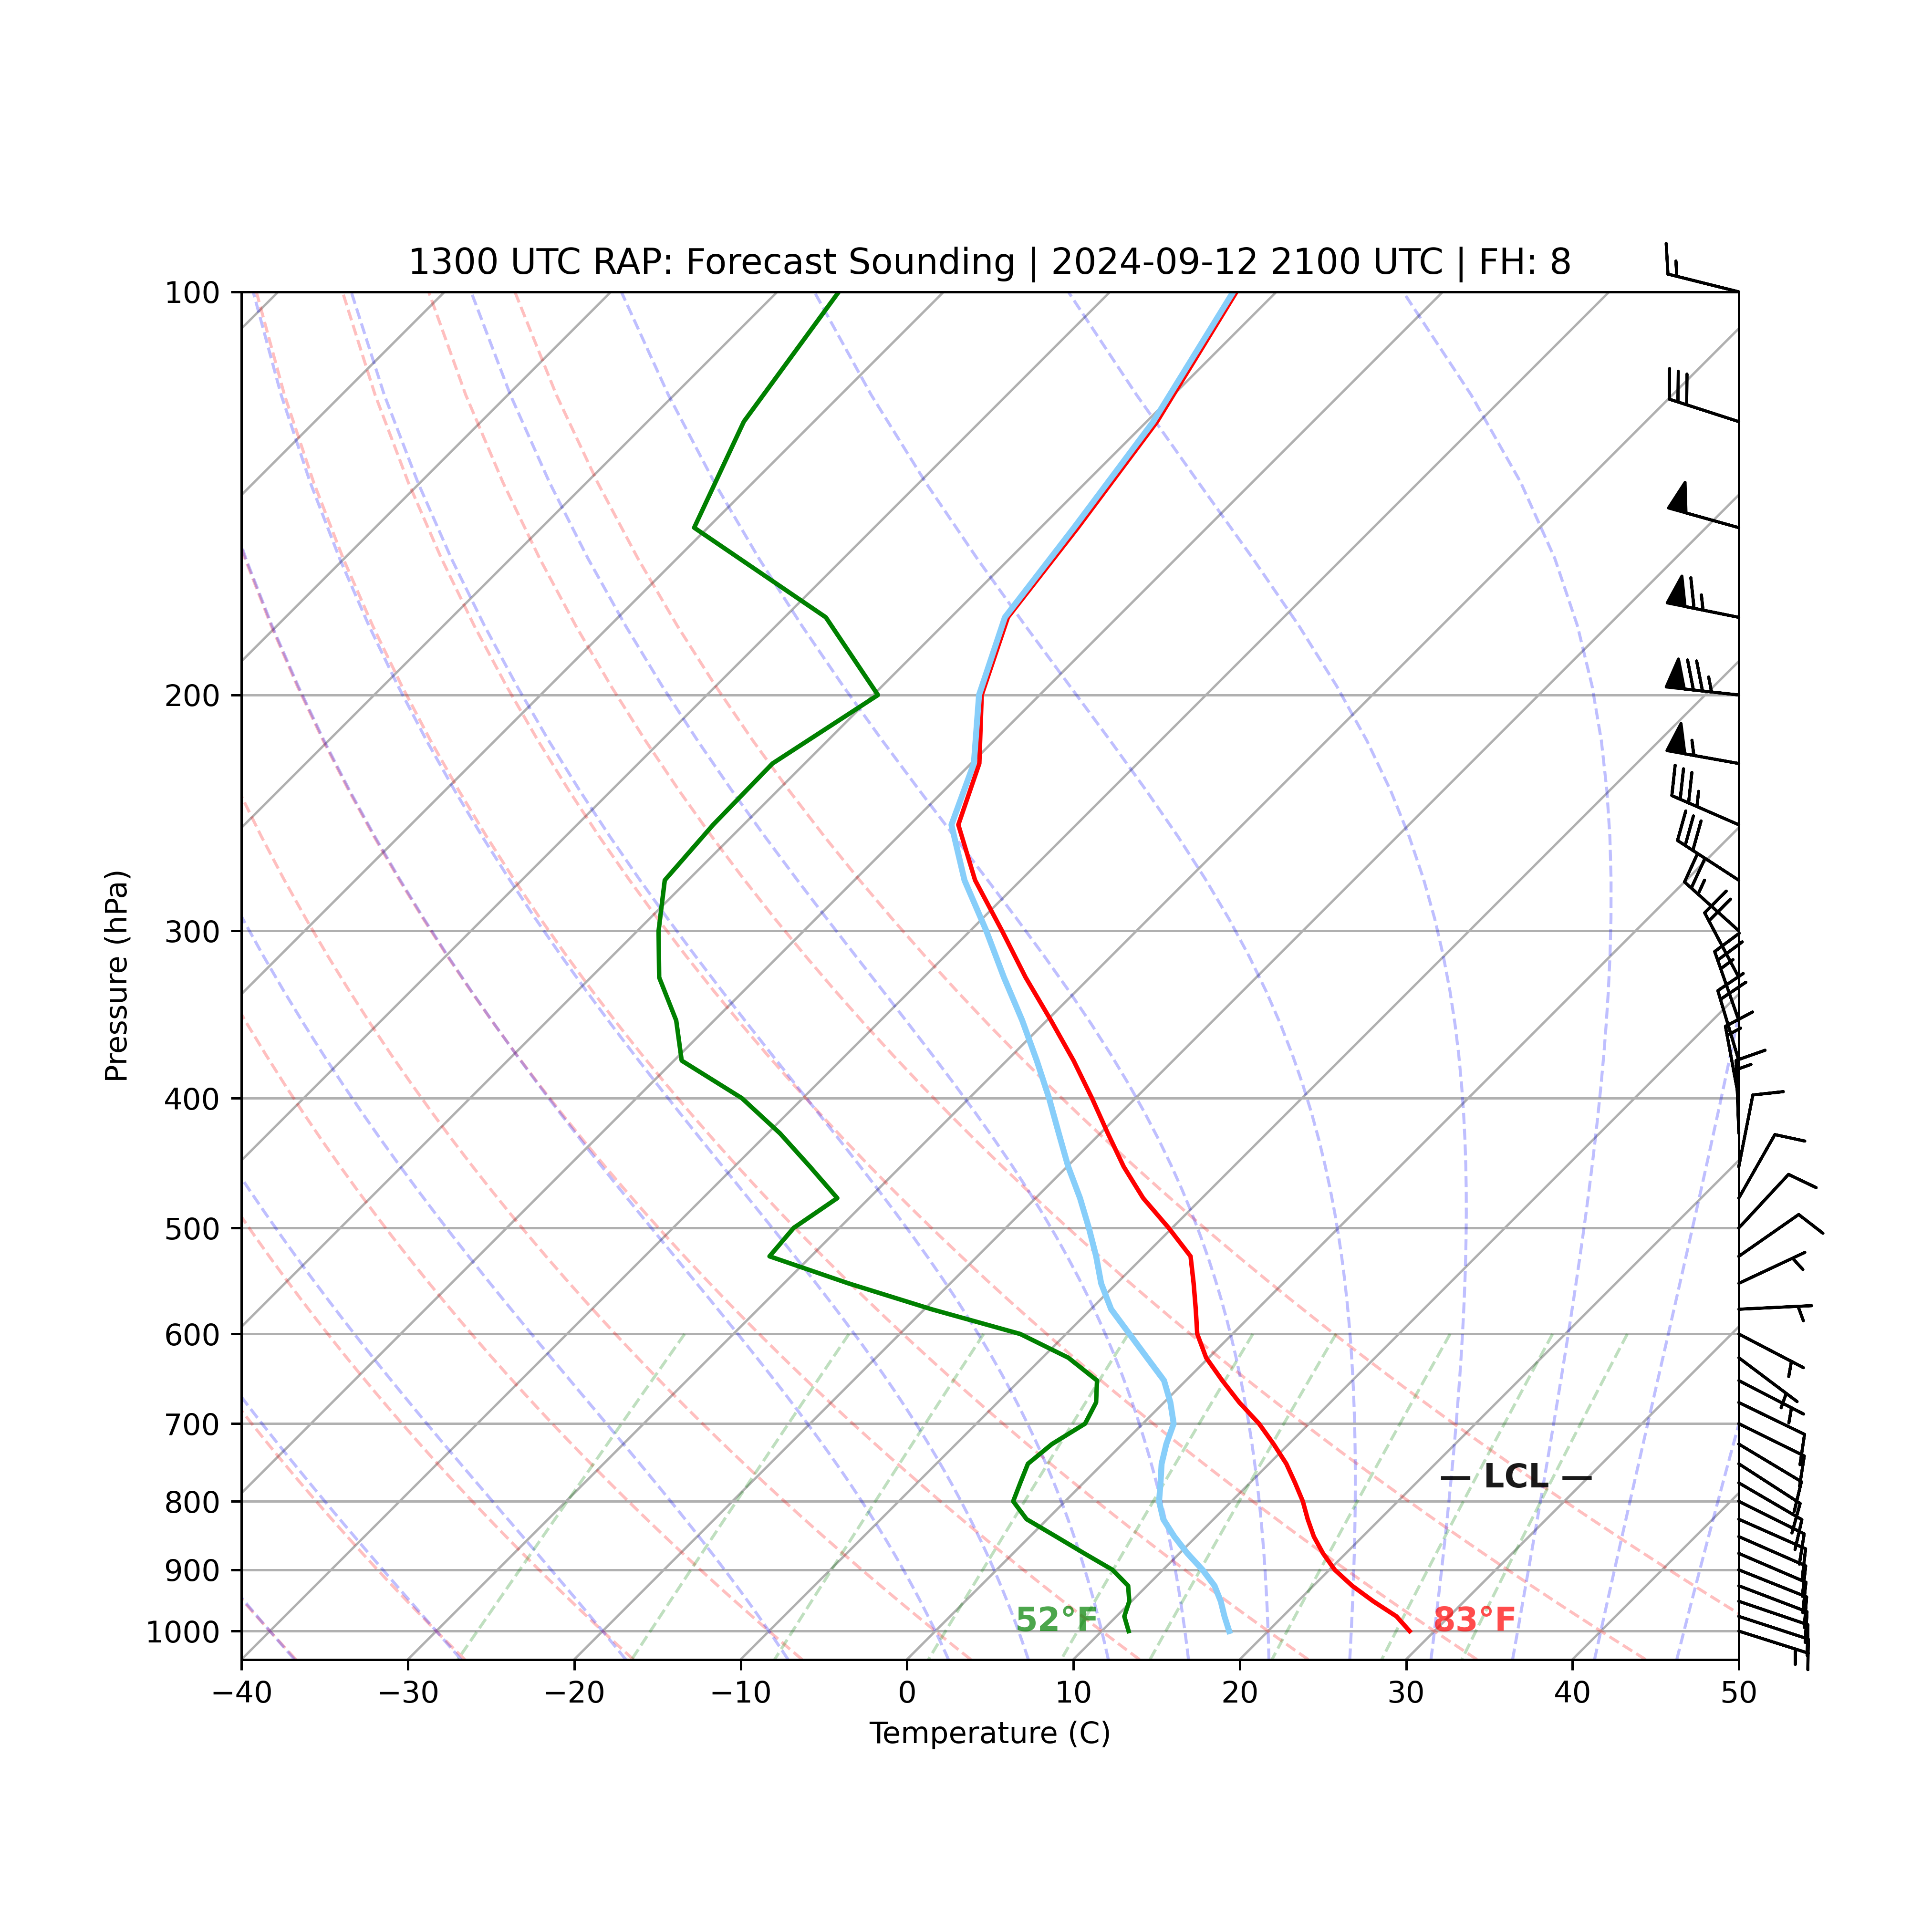 1300 UTC RAP: Forecast Sounding | 2024-09-12 2100 UTC | FH: 8
100
200
300
400
500
600
700
800
900
1000
Pressure (hPa)
— LCL —
52°F
83°F
−40 −30 −20 −10 0 10 20 30 40 50
Temperature (C)